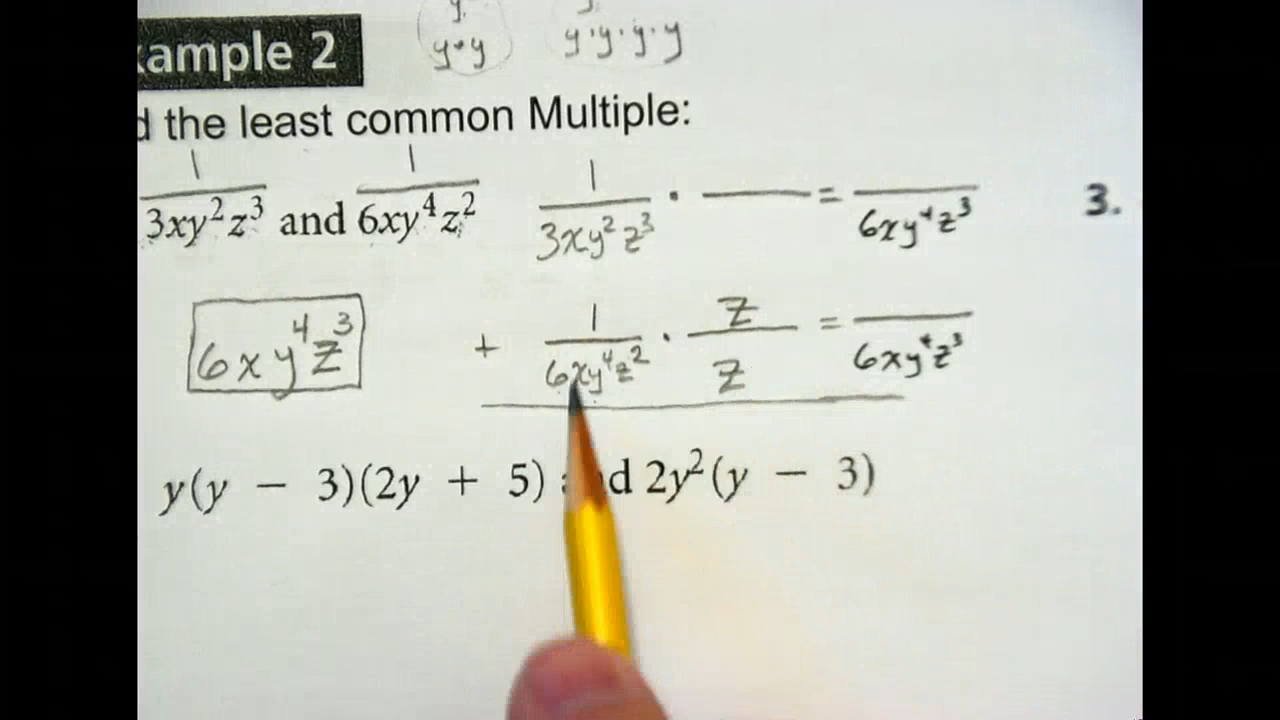 ample 2
y·y y·y·y·y
the least common Multiple:
1/3xy²z³ and 1/6xy⁴z² 1/3xy²z³ · ― = ―/6xy⁴z³ 3.
6xy⁴z³ + 1/6xy⁴z² · z/z = ―/6xy⁴z³
y(y − 3)(2y + 5) and 2y²(y − 3)